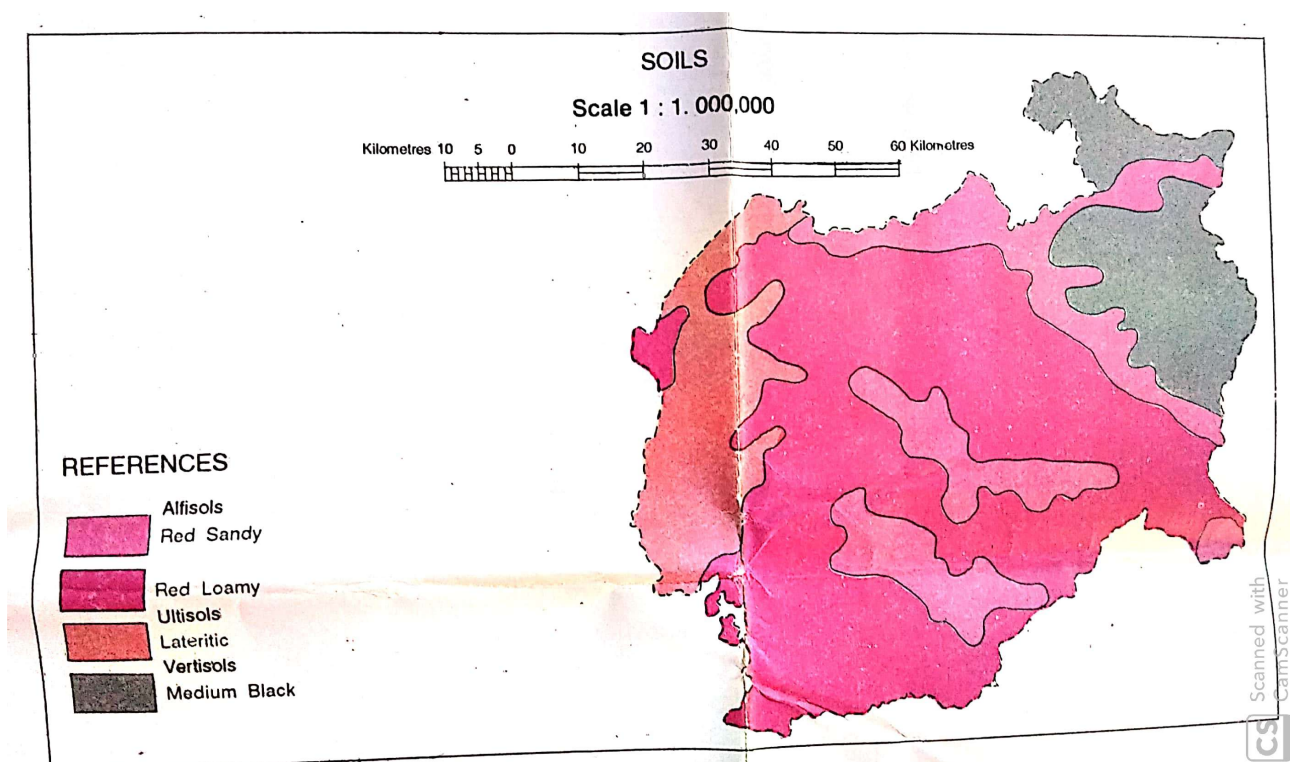 SOILS
Scale 1 : 1. 000,000
Kilometres 10 5 0 10 20 30 40 50 60 Kilometres
REFERENCES
Alfisols
Red Sandy
Red Loamy
Ultisols
Lateritic
Vertisols
Medium Black
CS Scanned with
CamScanner